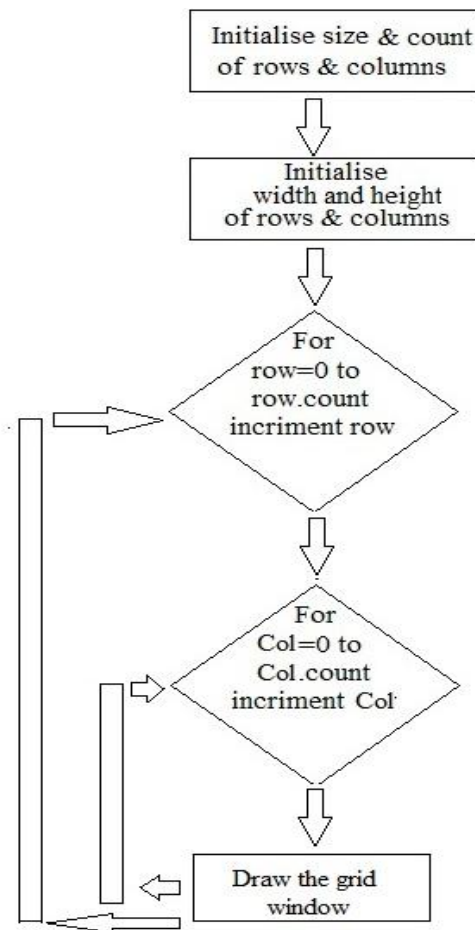 Initialise size & count
of rows & columns
Initialise
width and height
of rows & columns
For
row=0 to
row.count
incriment row
For
Col=0 to
Col.count
incriment Col
Draw the grid
window